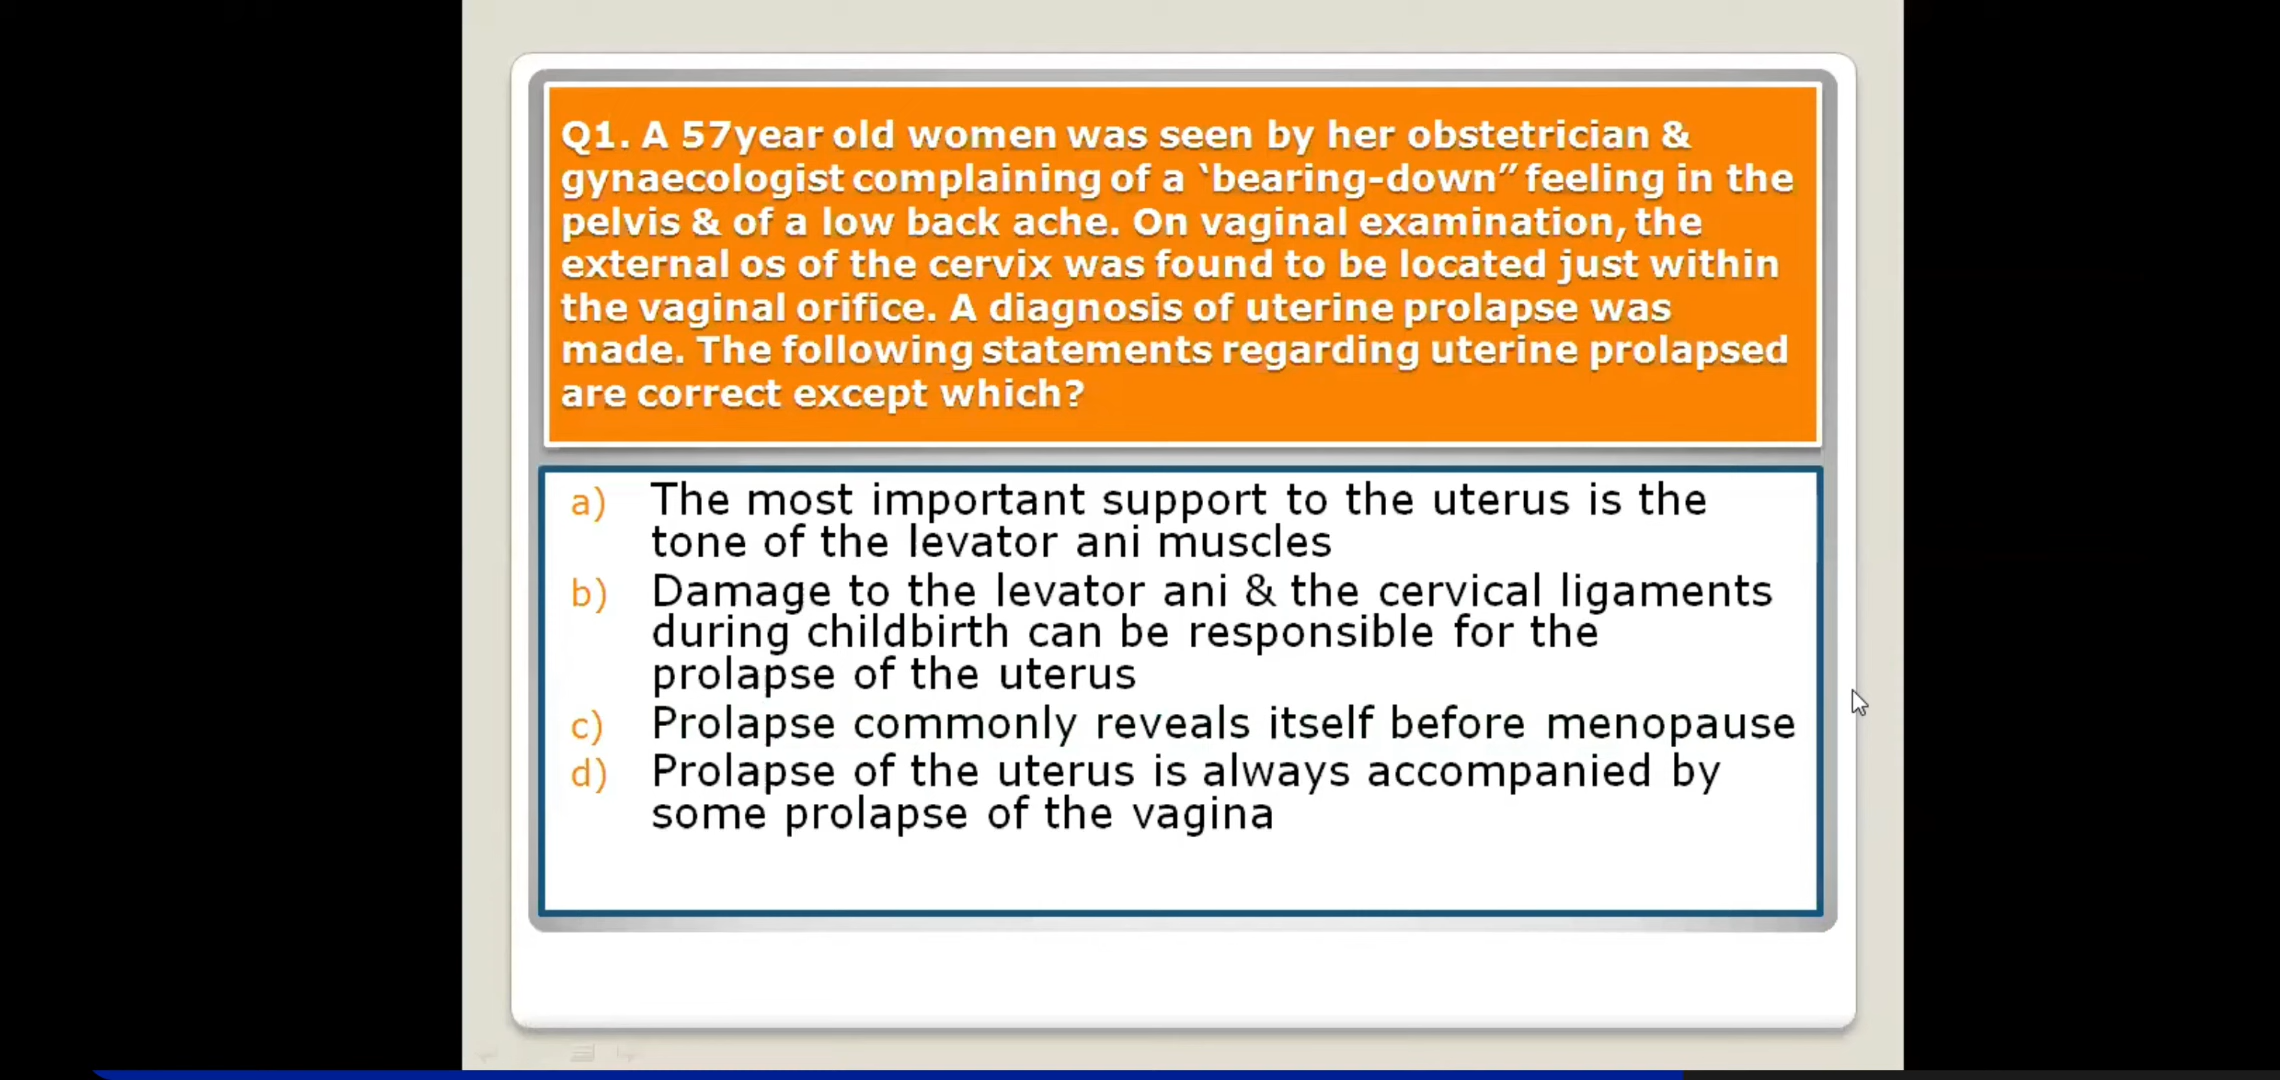 Q1. A 57year old women was seen by her obstetrician &
gynaecologist complaining of a ‘bearing-down” feeling in the
pelvis & of a low back ache. On vaginal examination, the
external os of the cervix was found to be located just within
the vaginal orifice. A diagnosis of uterine prolapse was
made. The following statements regarding uterine prolapsed
are correct except which?
a) The most important support to the uterus is the
tone of the levator ani muscles
b) Damage to the levator ani & the cervical ligaments
during childbirth can be responsible for the
prolapse of the uterus
c) Prolapse commonly reveals itself before menopause
d) Prolapse of the uterus is always accompanied by
some prolapse of the vagina